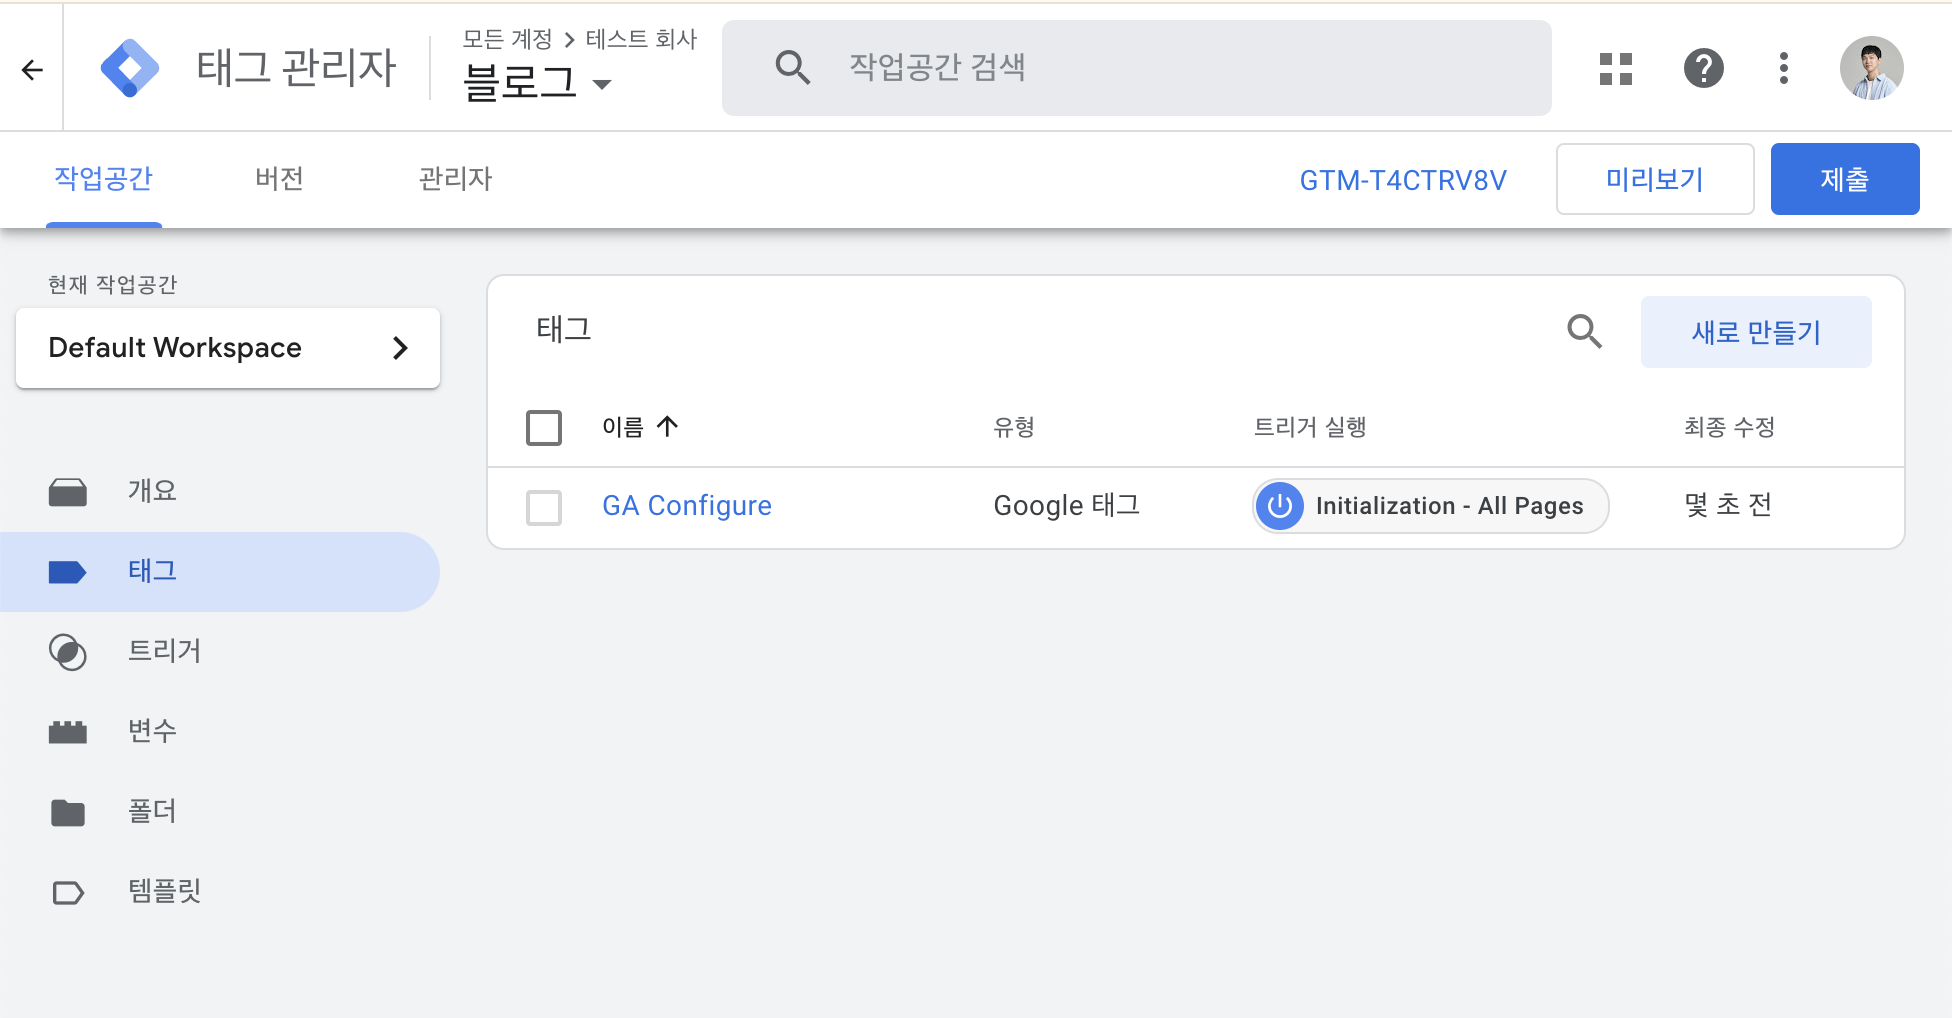 태그 관리자
모든 계정 > 테스트 회사
블로그
작업공간 검색
작업공간
버전
관리자
GTM-T4CTRV8V
미리보기
제출
현재 작업공간
Default Workspace
개요
태그
트리거
변수
폴더
템플릿
태그
새로 만들기
이름
유형
트리거 실행
최종 수정
GA Configure
Google 태그
Initialization - All Pages
몇 초 전